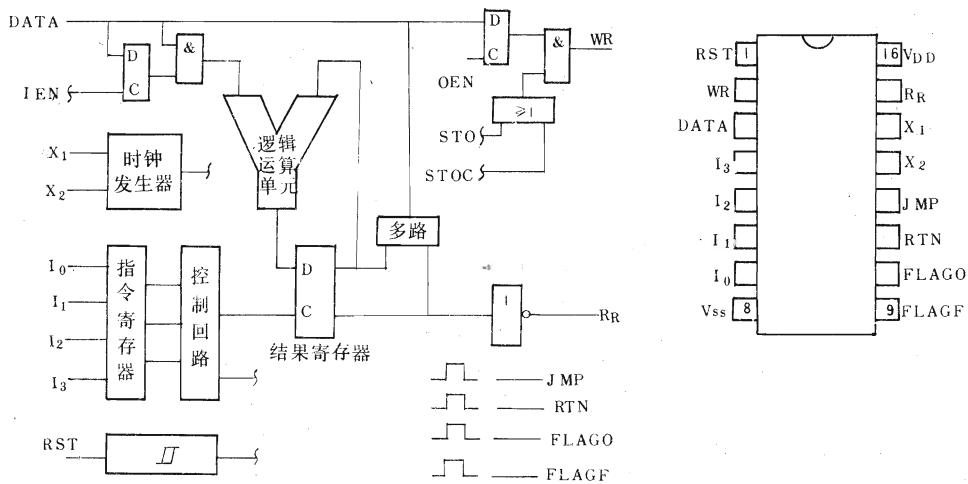 DATA
D
C
&
IEN
X1
X2
时钟
发生器
逻辑
运算
单元
D
C
&
WR
OEN
≥1
STO
STOC
多路
I0
I1
I2
I3
指令寄存器
控制回路
D
C
结果寄存器
1
RR
JMP
RTN
FLAGO
FLAGF
RST
RST 1
WR
DATA
I3
I2
I1
I0
VSS 8
16 VDD
RR
X1
X2
JMP
RTN
FLAGO
9 FLAGF